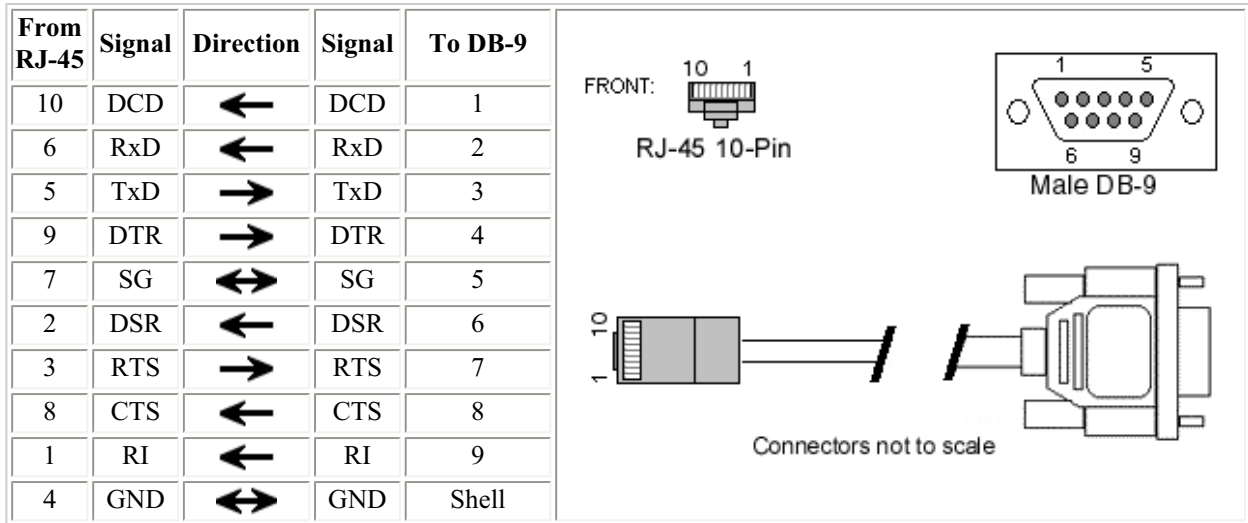 From RJ-45 Signal Direction Signal To DB-9
10 DCD ← DCD 1
6 RxD ← RxD 2
5 TxD → TxD 3
9 DTR → DTR 4
7 SG ↔ SG 5
2 DSR ← DSR 6
3 RTS → RTS 7
8 CTS ← CTS 8
1 RI ← RI 9
4 GND ↔ GND Shell
10 1
FRONT:
RJ-45 10-Pin
1 5
6 9
Male DB-9
10
1
Connectors not to scale